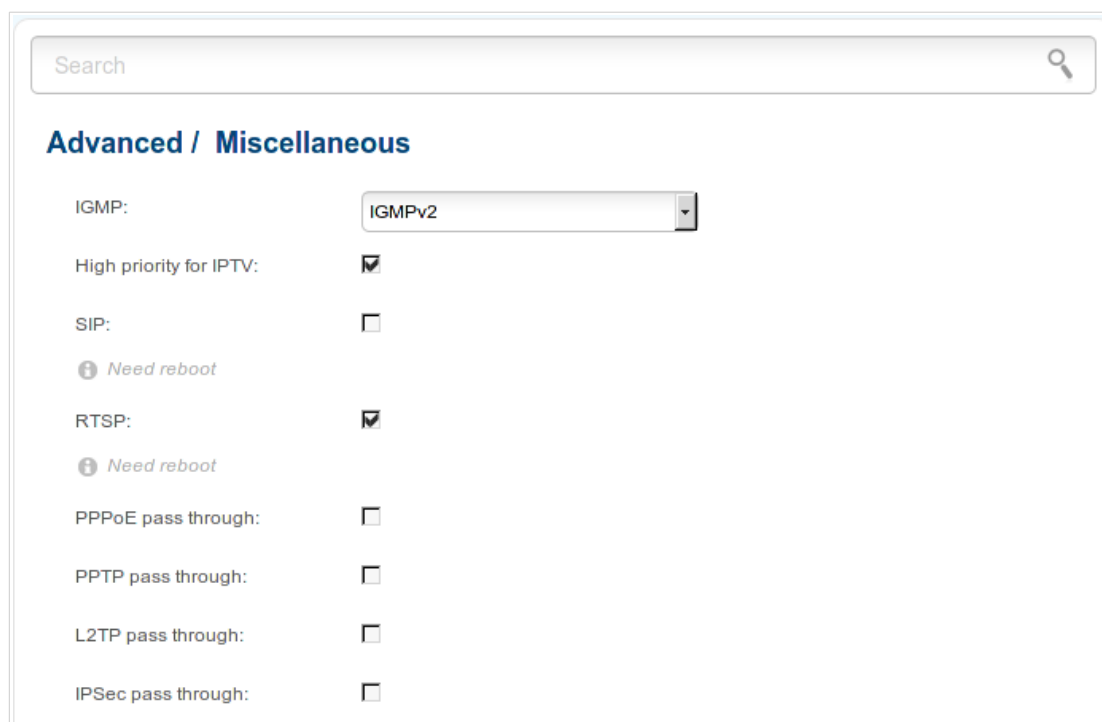 Search
Advanced / Miscellaneous
IGMP:
IGMPv2
High priority for IPTV:
SIP:
Need reboot
RTSP:
Need reboot
PPPoE pass through:
PPTP pass through:
L2TP pass through:
IPSec pass through: